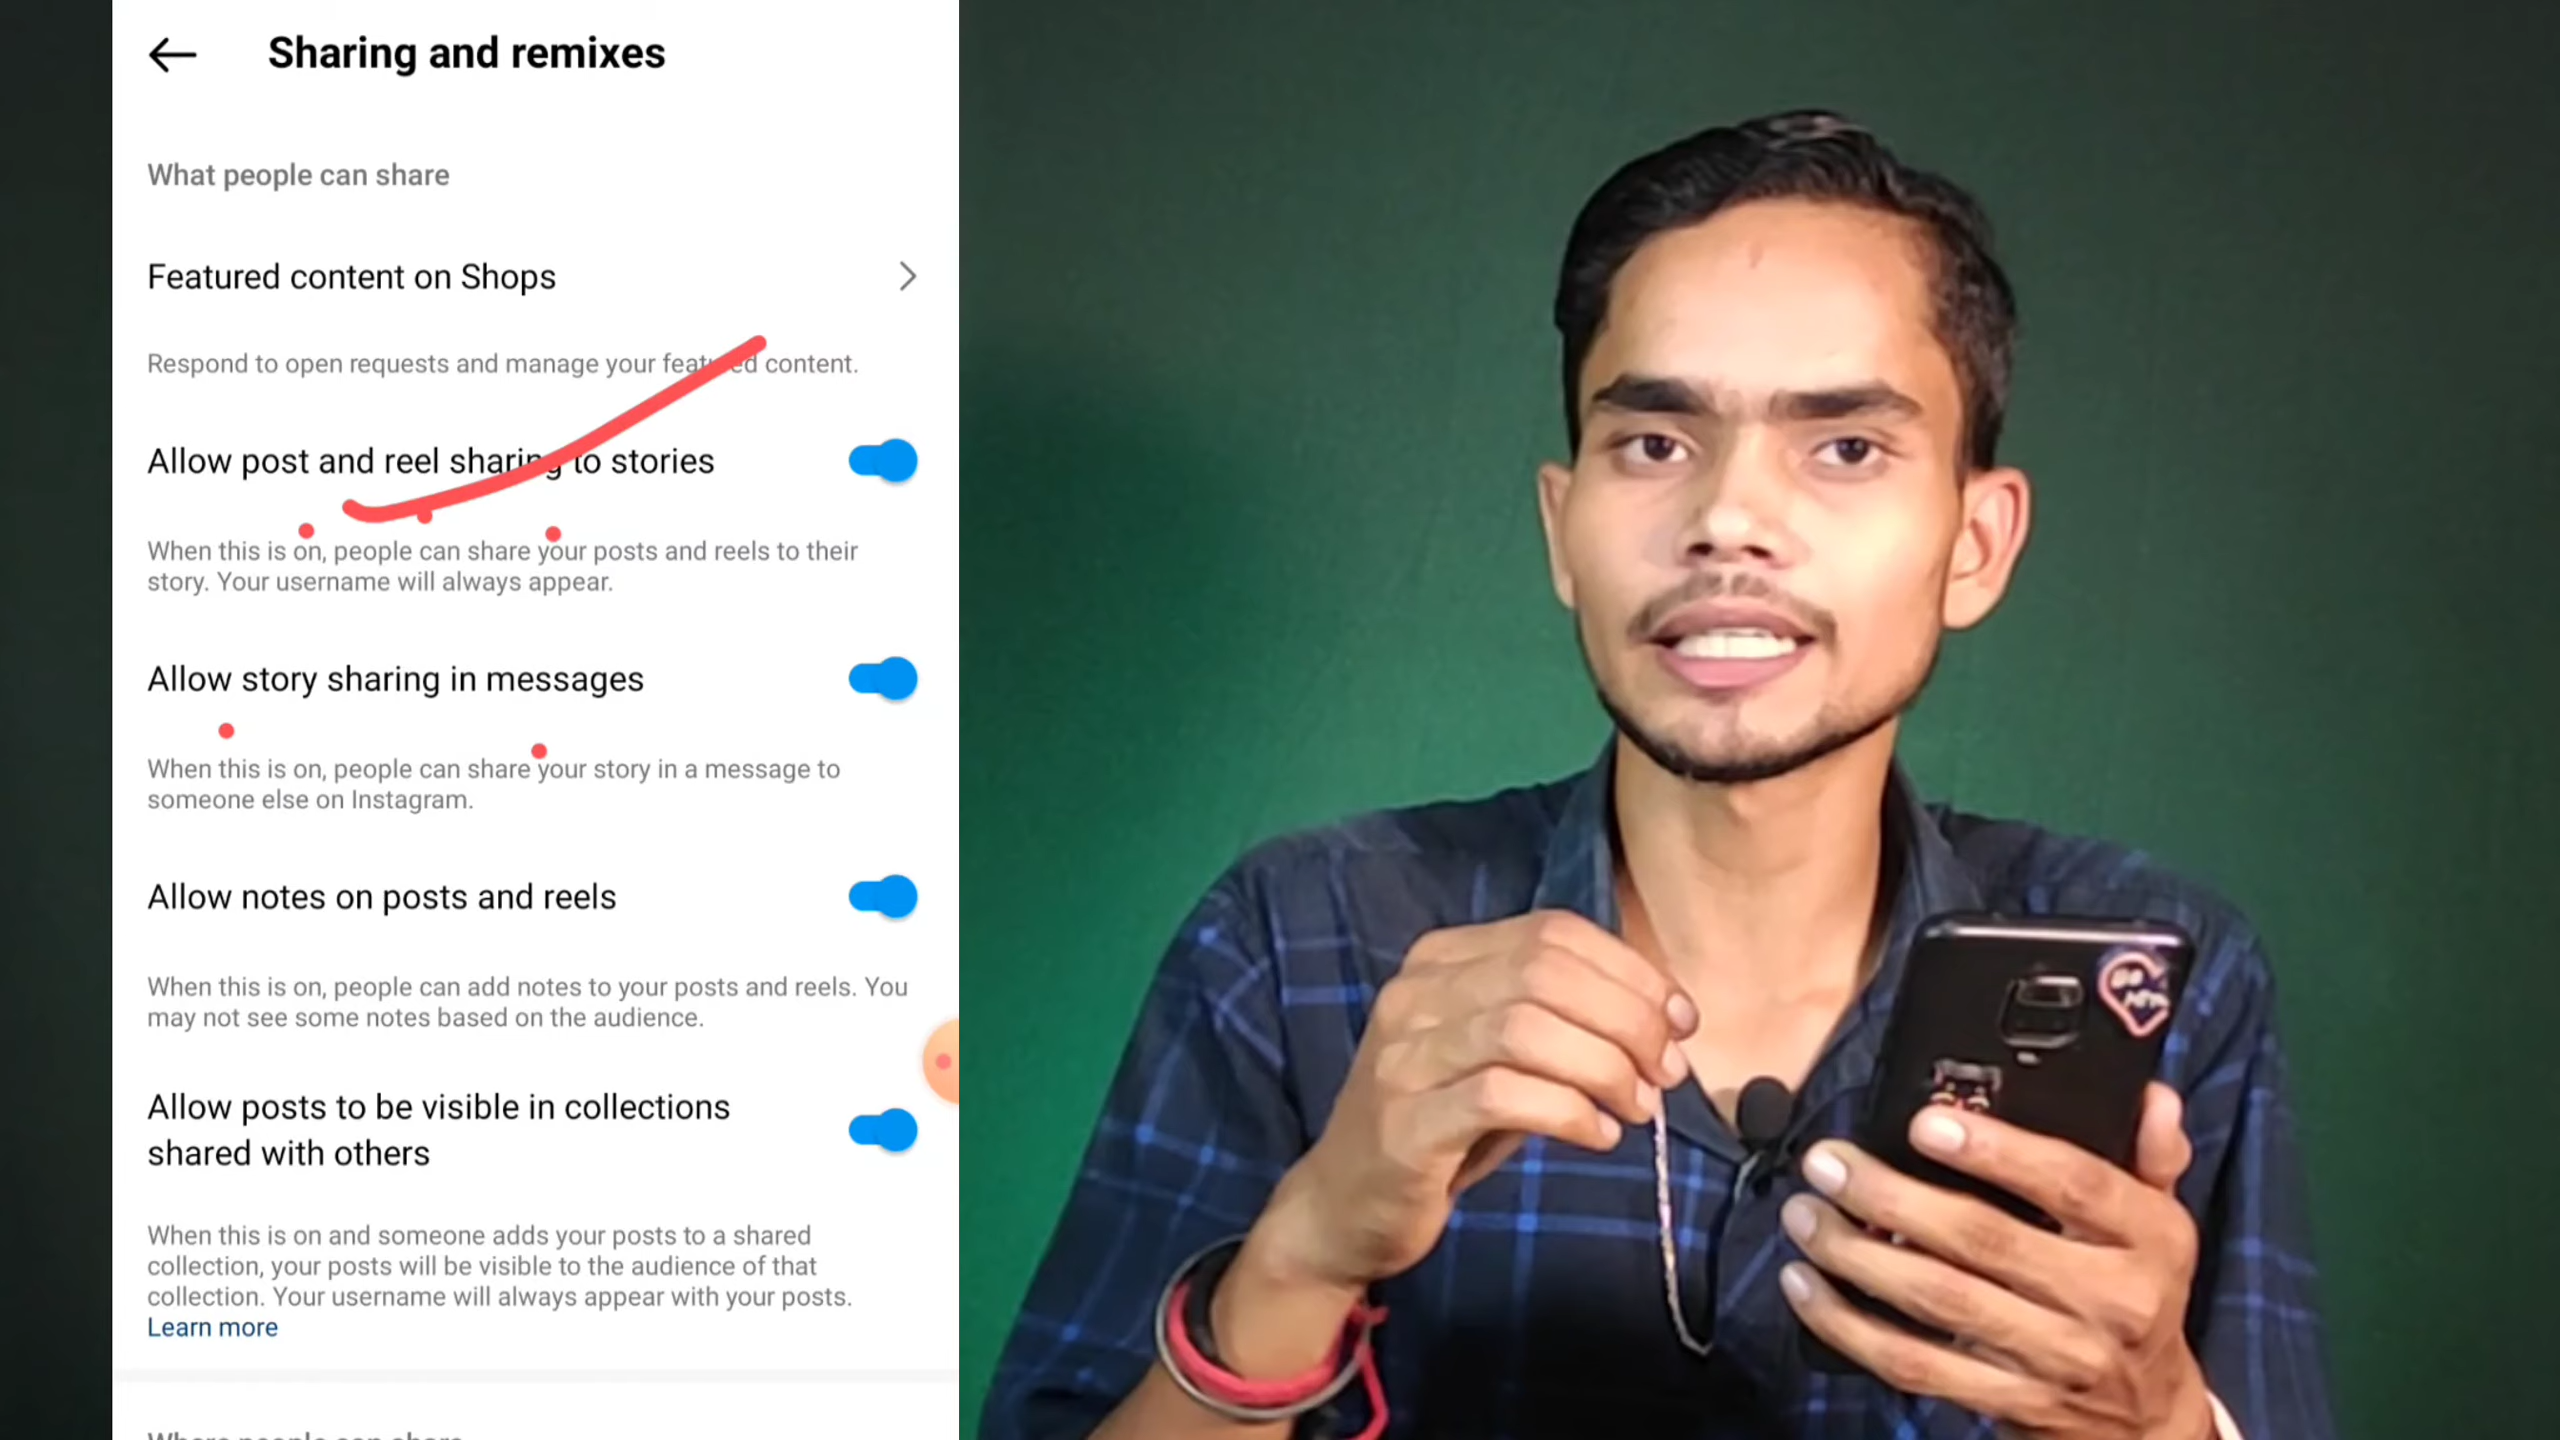 Sharing and remixes
What people can share
Featured content on Shops
Respond to open requests and manage your featured content.
Allow post and reel sharing to stories
When this is on, people can share your posts and reels to their
story. Your username will always appear.
Allow story sharing in messages
When this is on, people can share your story in a message to
someone else on Instagram.
Allow notes on posts and reels
When this is on, people can add notes to your posts and reels. You
may not see some notes based on the audience.
Allow posts to be visible in collections
shared with others
When this is on and someone adds your posts to a shared
collection, your posts will be visible to the audience of that
collection. Your username will always appear with your posts.
Learn more